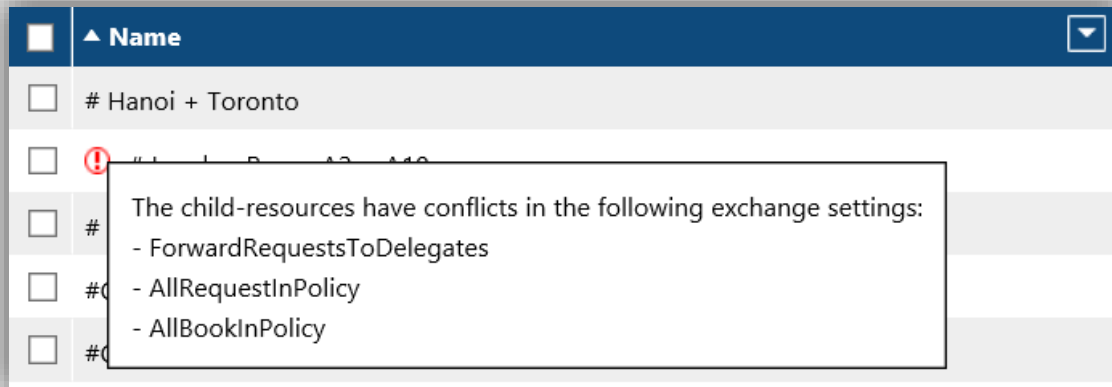 Name
# Hanoi + Toronto
The child-resources have conflicts in the following exchange settings:
- ForwardRequestsToDelegates
#
- AllRequestInPolicy
#
- AllBookInPolicy
#